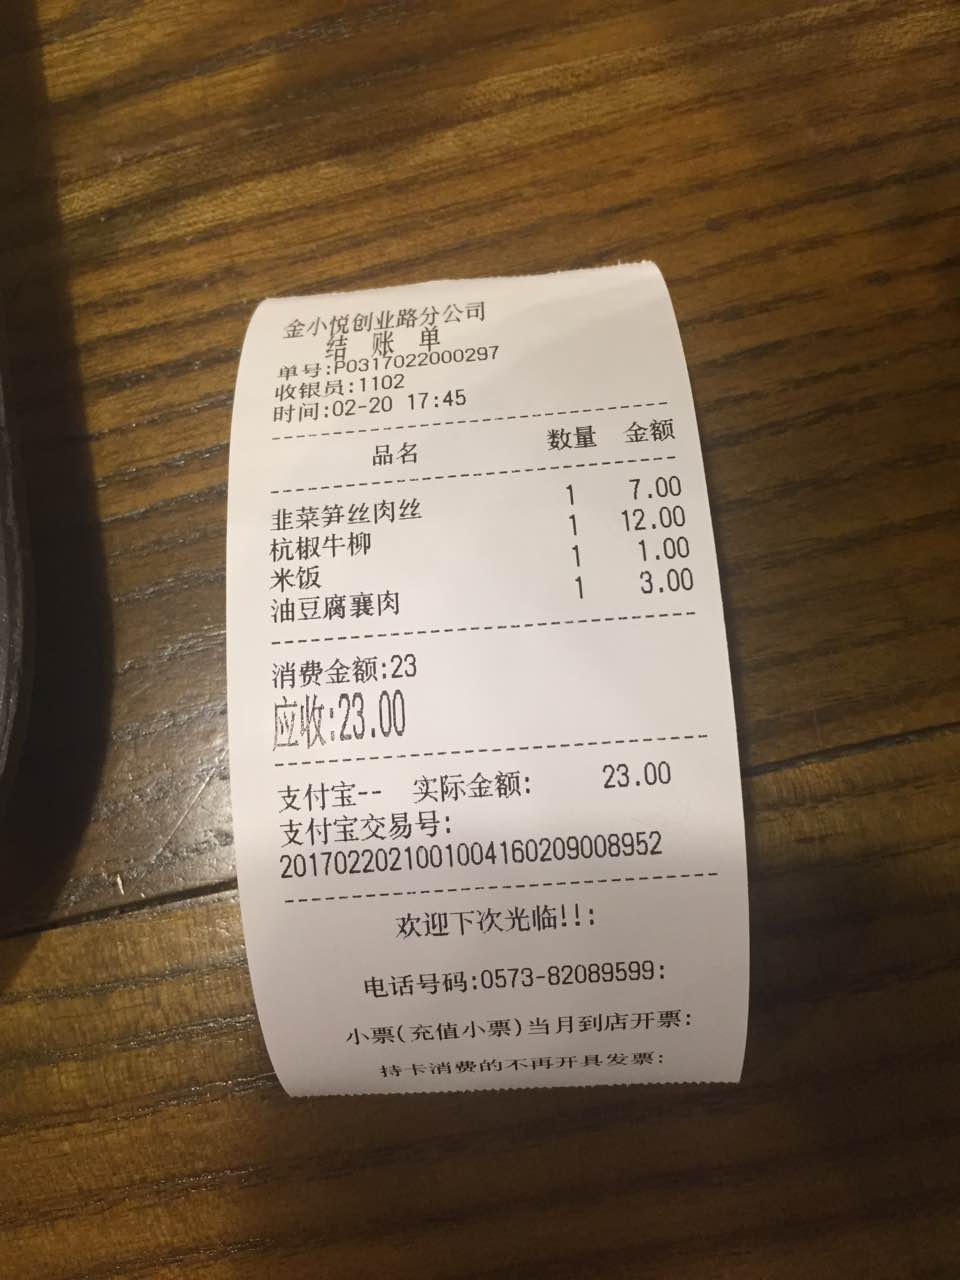 金小悦创业路分公司
结 账 单
单号:P0317022000297
收银员:1102
时间:02-20 17:45
品名 数量 金额
韭菜笋丝肉丝 1 7.00
杭椒牛柳 1 12.00
米饭 1 1.00
油豆腐襄肉 1 3.00
消费金额:23
应收:23.00
支付宝-- 实际金额: 23.00
支付宝交易号:
2017022021001004160209008952
欢迎下次光临!!:
电话号码:0573-82089599:
小票(充值小票)当月到店开票:
持卡消费的不再开具发票: